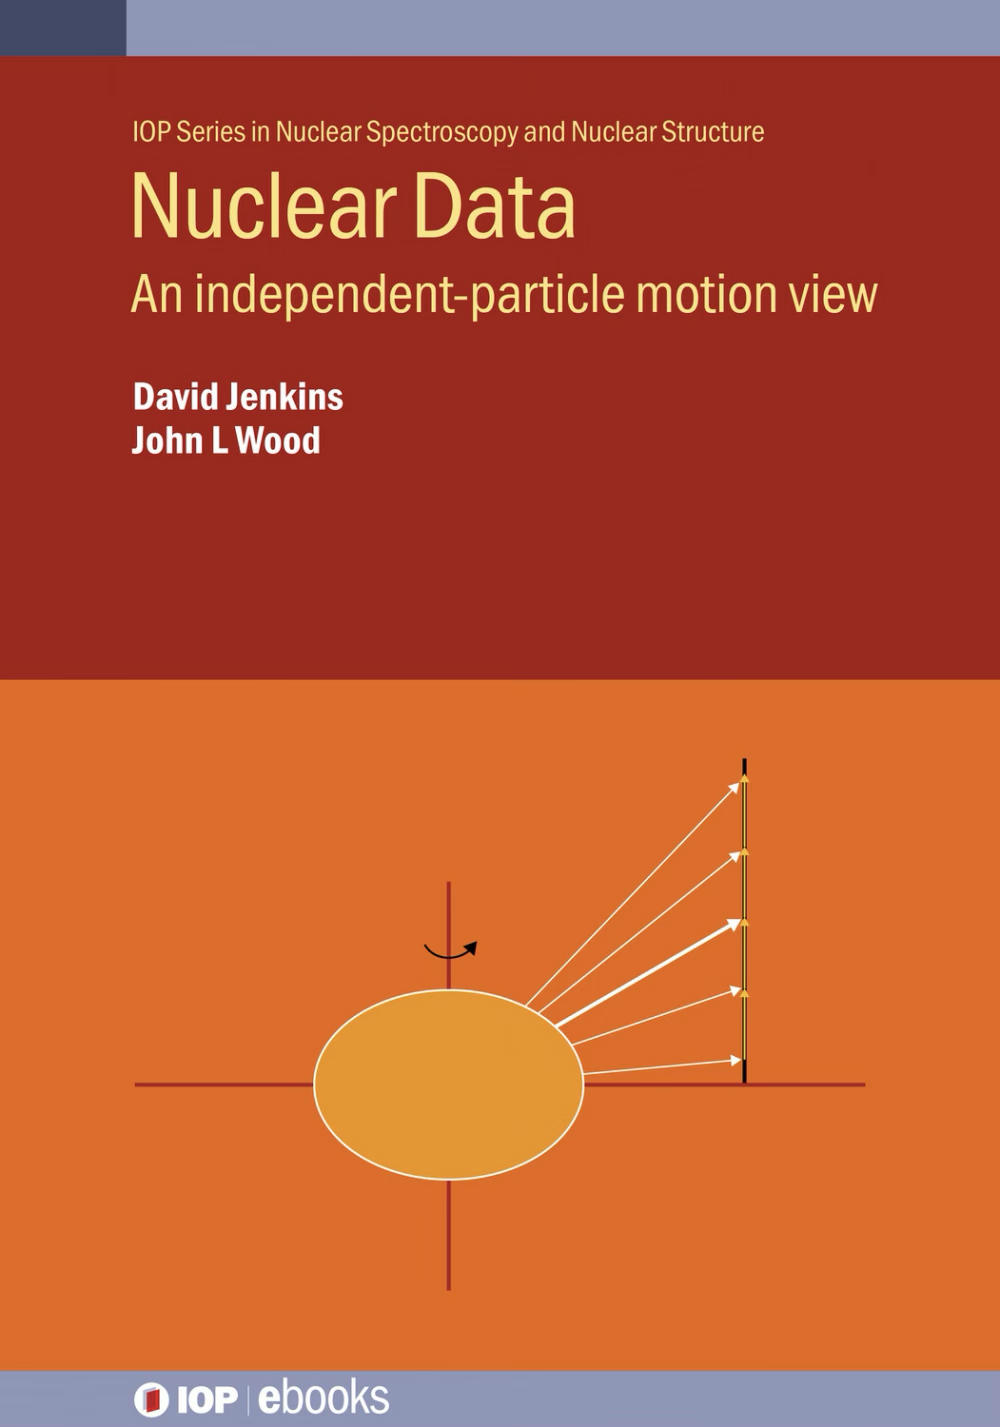 IOP Series in Nuclear Spectroscopy and Nuclear Structure
Nuclear Data
An independent-particle motion view
David Jenkins
John L Wood
IOP | ebooks